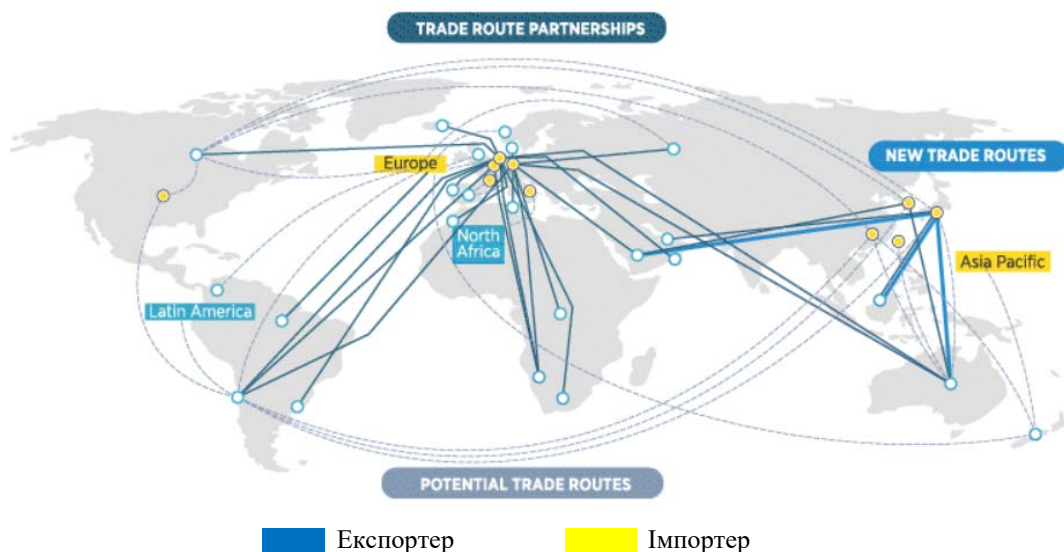 TRADE ROUTE PARTNERSHIPS
Europe
NEW TRADE ROUTES
North
Africa
Asia Pacific
Latin America
POTENTIAL TRADE ROUTES
Експортер
Імпортер